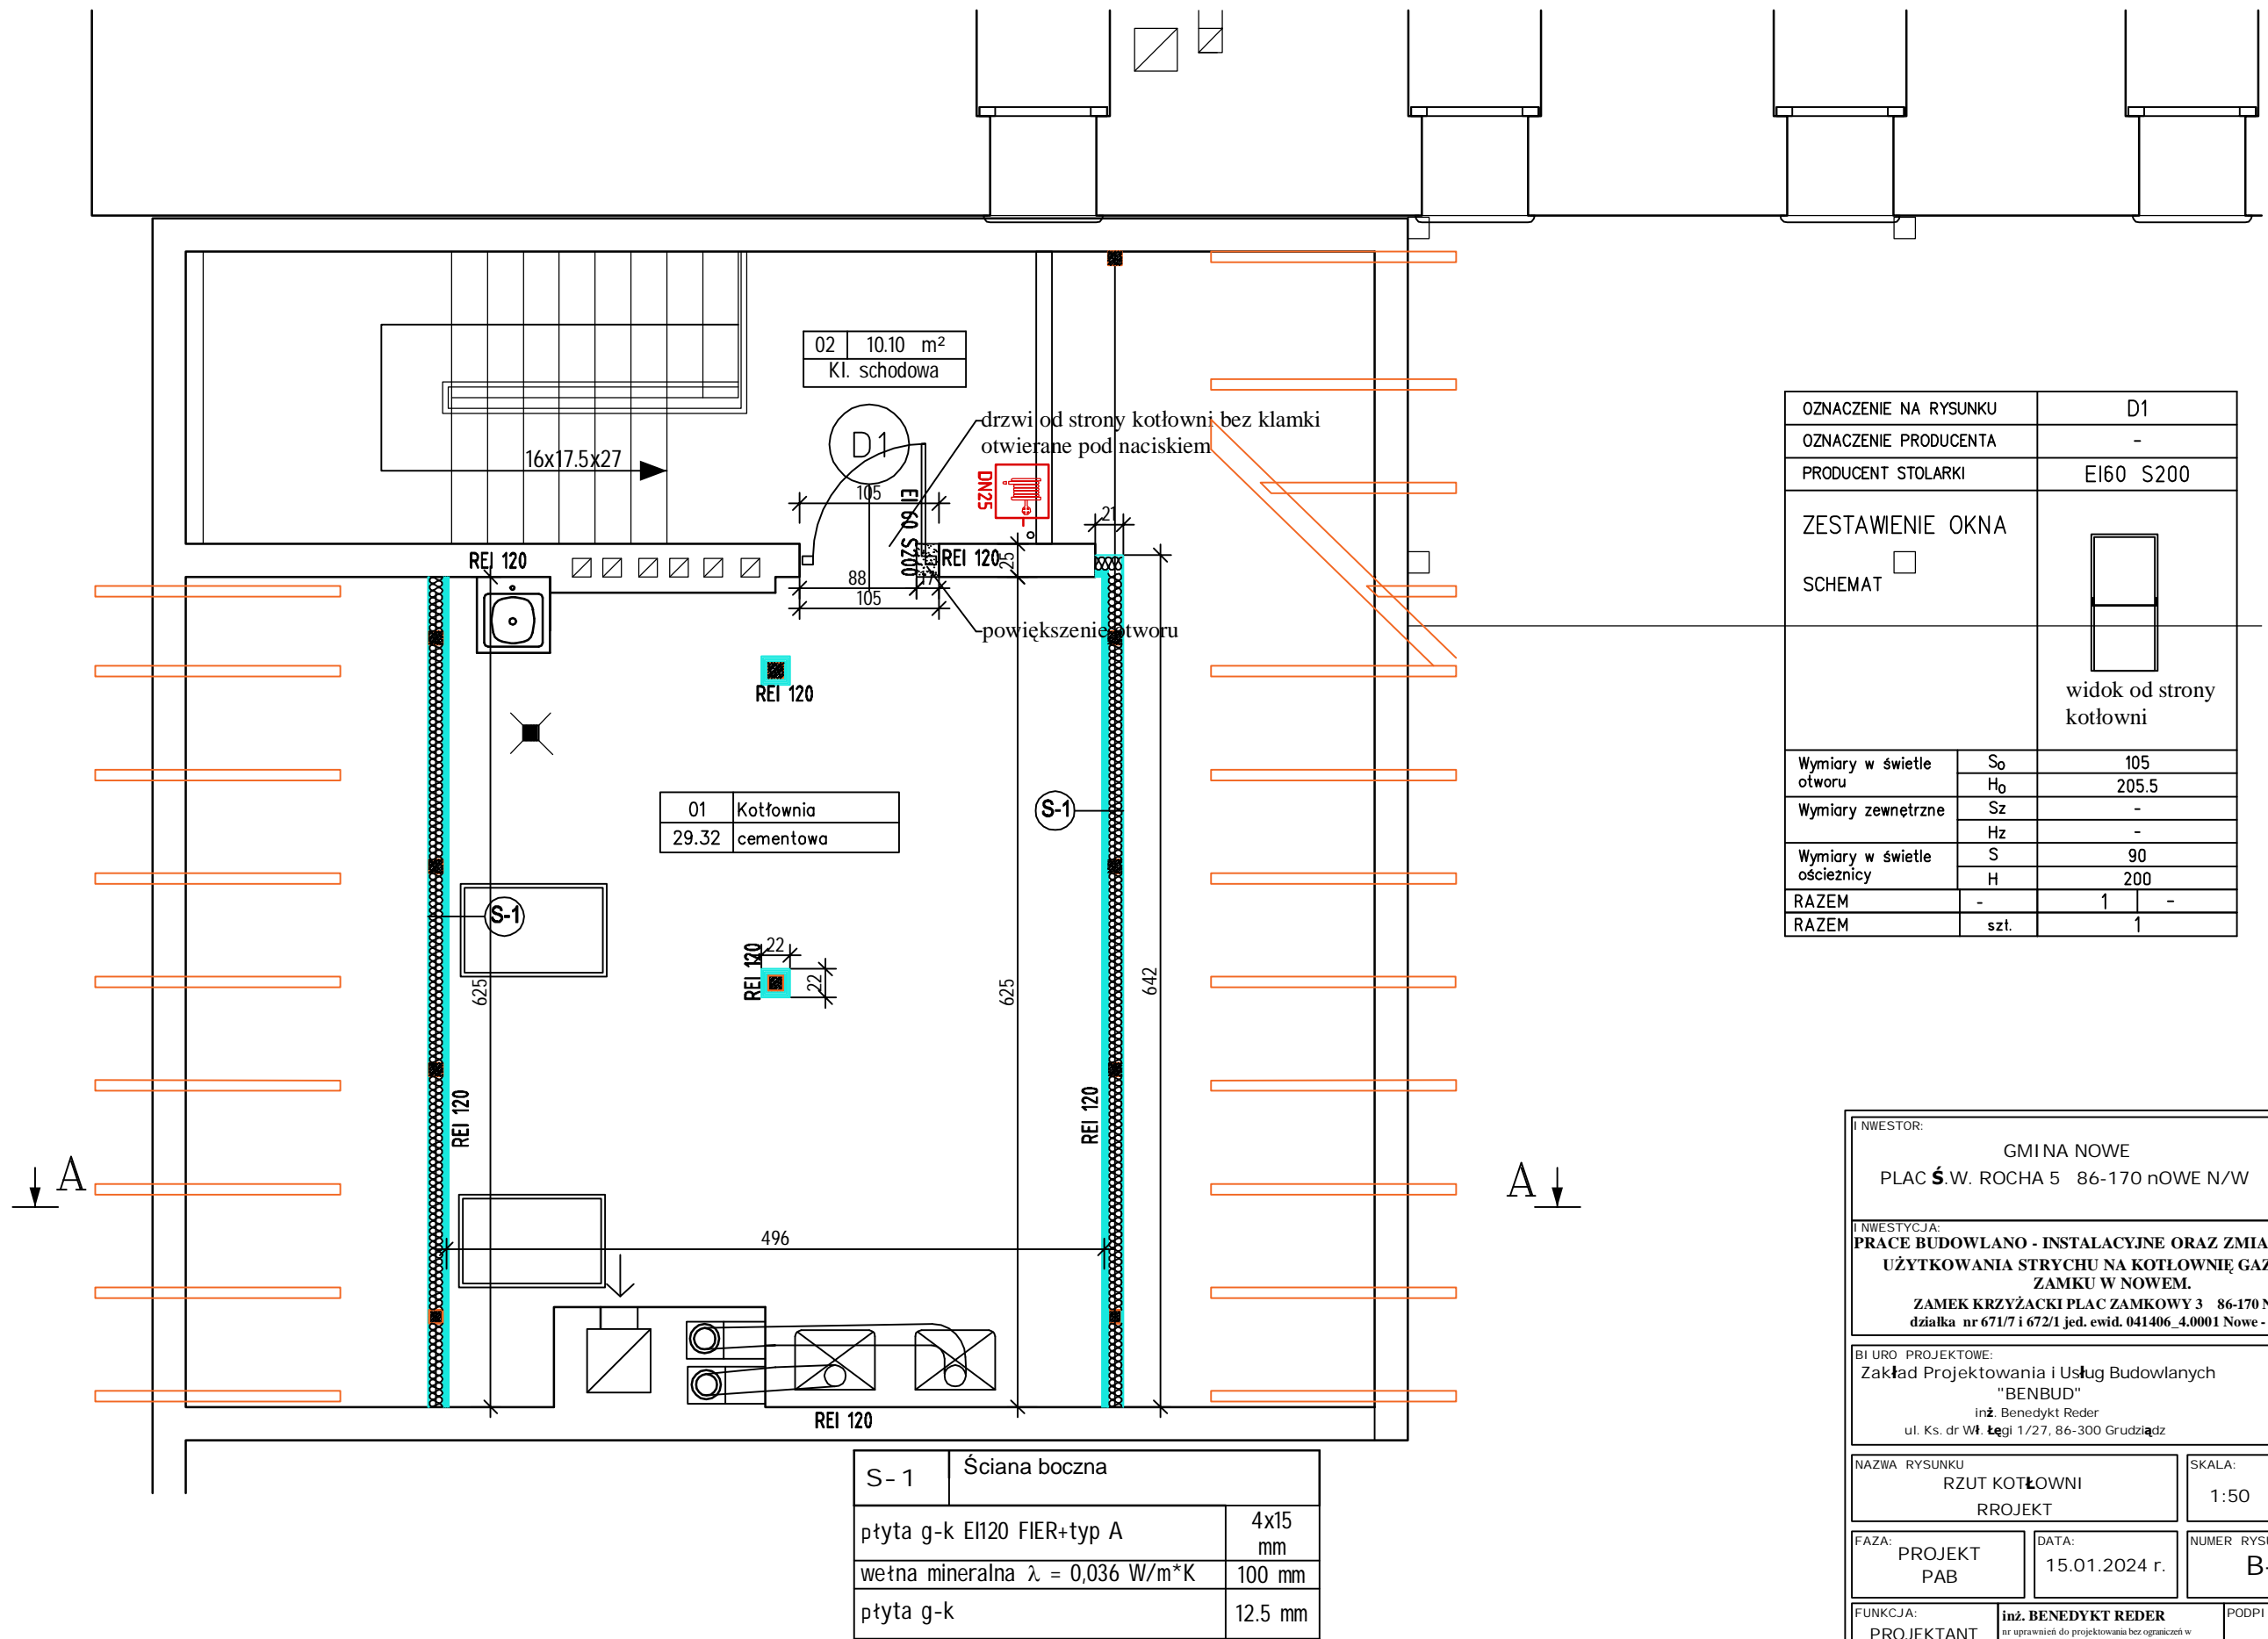 02 10.10 m²
Kl. schodowa
drzwi od strony kotłowni bez klamki
otwierane pod naciskiem
D1
16x17.5x27
105
EI 60 S200
DN25
21
REI 120
REI 120
25
88
17
105
powiększenie otworu
REI 120
01 Kotłownia
29.32 cementowa
S-1
S-1
22
REI 120
22
625
625
642
REI 120
REI 120
A
A
496
REI 120
OZNACZENIE NA RYSUNKU D1
OZNACZENIE PRODUCENTA -
PRODUCENT STOLARKI EI60 S200
ZESTAWIENIE OKNA
SCHEMAT
widok od strony
kotłowni
Wymiary w świetle otworu So 105
Ho 205.5
Wymiary zewnętrzne Sz -
Hz -
Wymiary w świetle ościeżnicy S 90
H 200
RAZEM - 1 -
RAZEM szt. 1
S-1 Ściana boczna
płyta g-k EI120 FIER+typ A 4x15 mm
wełna mineralna λ = 0,036 W/m*K 100 mm
płyta g-k 12.5 mm
INWESTOR:
GMINA NOWE
PLAC Ś.W. ROCHA 5 86-170 nOWE N/W
INWESTYCJA:
PRACE BUDOWLANO - INSTALACYJNE ORAZ ZMIA
UŻYTKOWANIA STRYCHU NA KOTŁOWNIĘ GAZ
ZAMKU W NOWEM.
ZAMEK KRZYŻACKI PLAC ZAMKOWY 3 86-170 N
działka nr 671/7 i 672/1 jed. ewid. 041406_4.0001 Nowe -
BIURO PROJEKTOWE:
Zakład Projektowania i Usług Budowlanych
"BENBUD"
inż. Benedykt Reder
ul. Ks. dr Wł. Łęgi 1/27, 86-300 Grudziądz
NAZWA RYSUNKU
RZUT KOTŁOWNI
RROJEKT
SKALA:
1:50
FAZA:
PROJEKT
PAB
DATA:
15.01.2024 r.
NUMER RYS
B-
FUNKCJA:
PROJEKTANT
inż. BENEDYKT REDER
nr uprawnień do projektowania bez ograniczeń w
PODPI